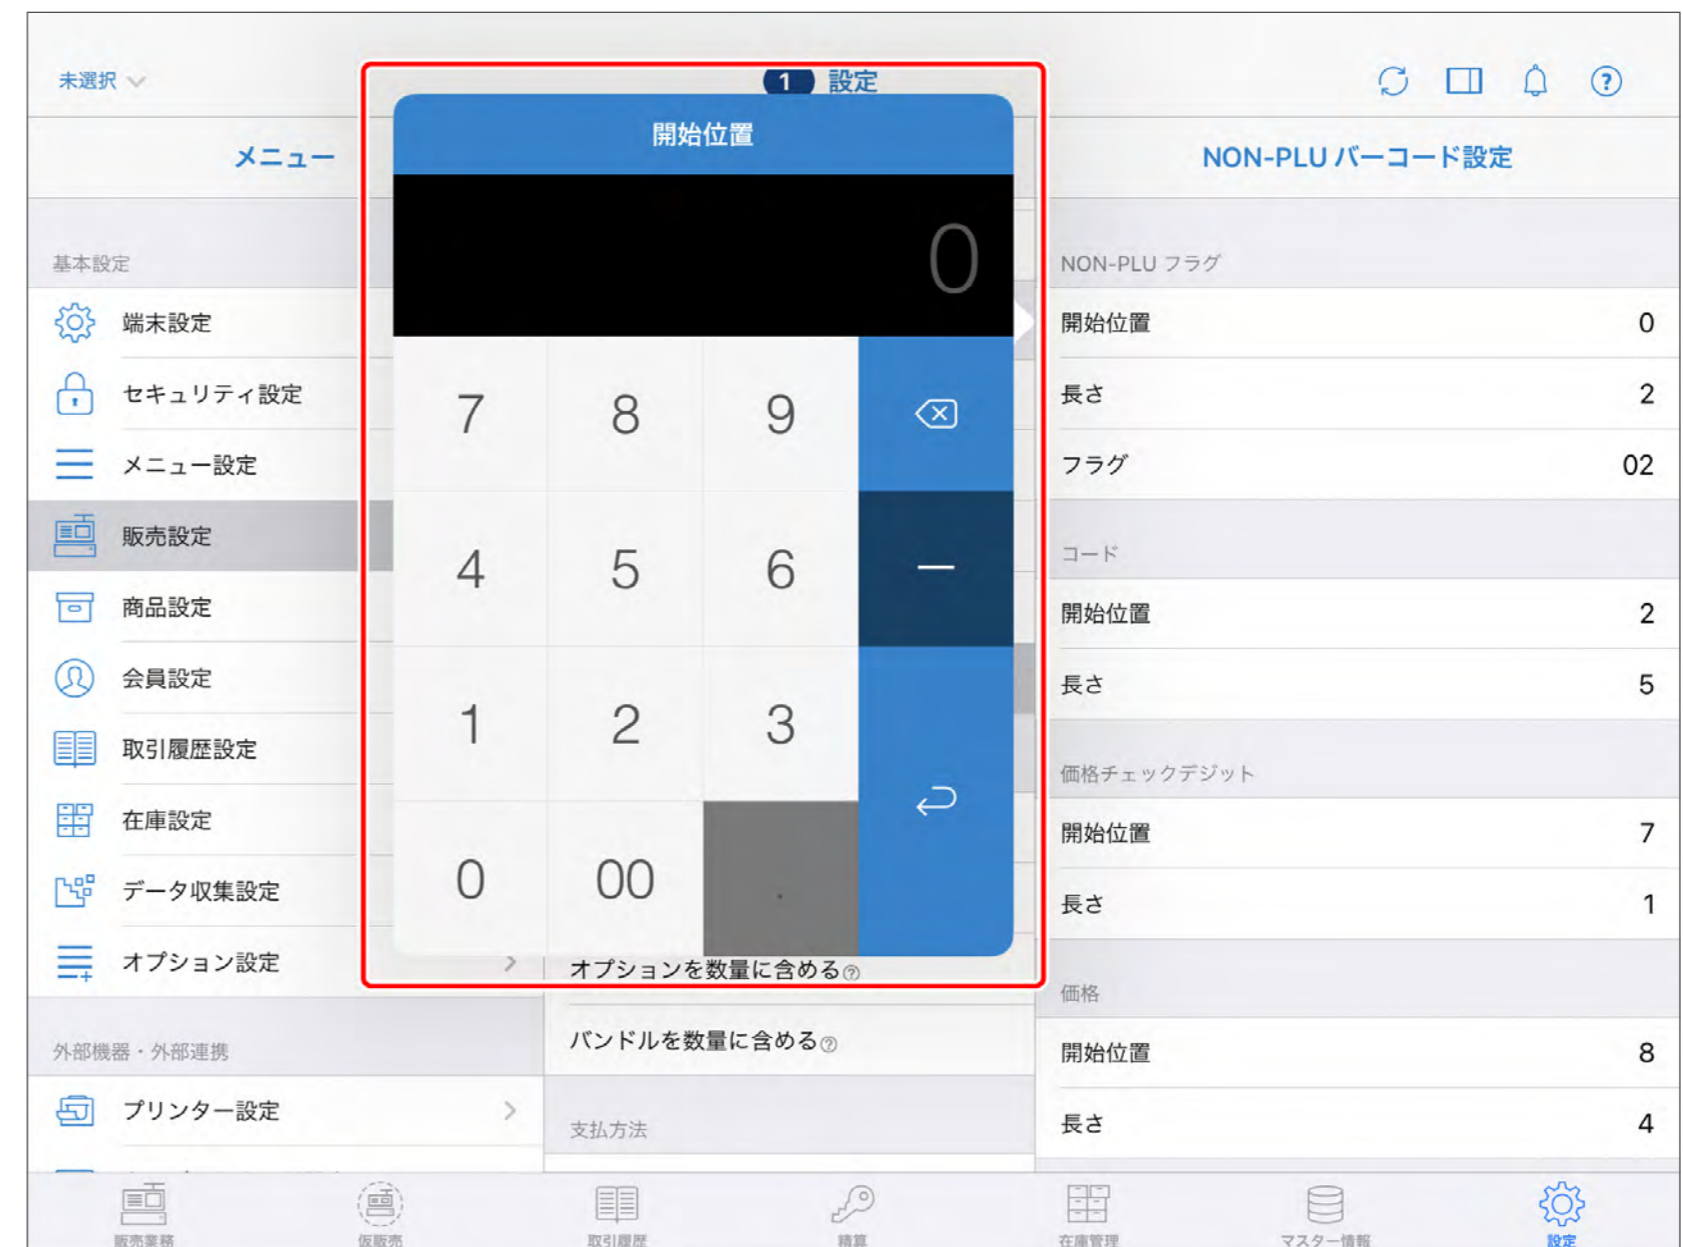 未選択
1 設定
メニュー
開始位置
NON-PLU バーコード設定
0
基本設定
端末設定
セキュリティ設定
メニュー設定
販売設定
商品設定
会員設定
取引履歴設定
在庫設定
データ収集設定
オプション設定
外部機器・外部連携
プリンター設定
7 8 9
4 5 6
1 2 3
0 00 .
オプションを数量に含める
バンドルを数量に含める
支払方法
NON-PLU フラグ
開始位置 0
長さ 2
フラグ 02
コード
開始位置 2
長さ 5
価格チェックデジット
開始位置 7
長さ 1
価格
開始位置 8
長さ 4
販売業務 仮販売 取引履歴 精算 在庫管理 マスター情報 設定